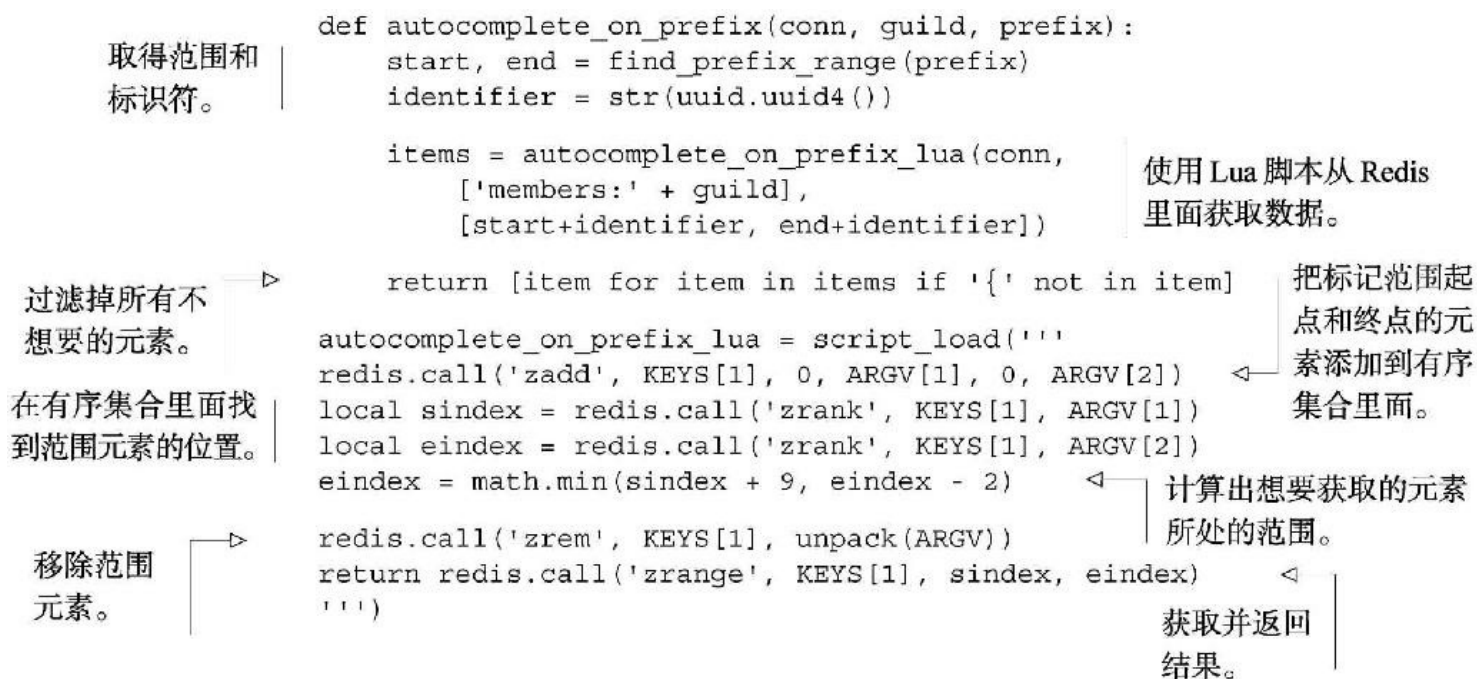 def autocomplete_on_prefix(conn, guild, prefix):
取得范围和
标识符。
start, end = find_prefix_range(prefix)
identifier = str(uuid.uuid4())
items = autocomplete_on_prefix_lua(conn,
['members:' + guild],
[start+identifier, end+identifier])
使用 Lua 脚本从 Redis
里面获取数据。
过滤掉所有不
想要的元素。
return [item for item in items if '{' not in item]
把标记范围起
点和终点的元
素添加到有序
集合里面。
autocomplete_on_prefix_lua = script_load('''
redis.call('zadd', KEYS[1], 0, ARGV[1], 0, ARGV[2])
在有序集合里面找
到范围元素的位置。
local sindex = redis.call('zrank', KEYS[1], ARGV[1])
local eindex = redis.call('zrank', KEYS[1], ARGV[2])
eindex = math.min(sindex + 9, eindex - 2)
计算出想要获取的元素
所处的范围。
移除范围
元素。
redis.call('zrem', KEYS[1], unpack(ARGV))
return redis.call('zrange', KEYS[1], sindex, eindex)
''')
获取并返回
结果。